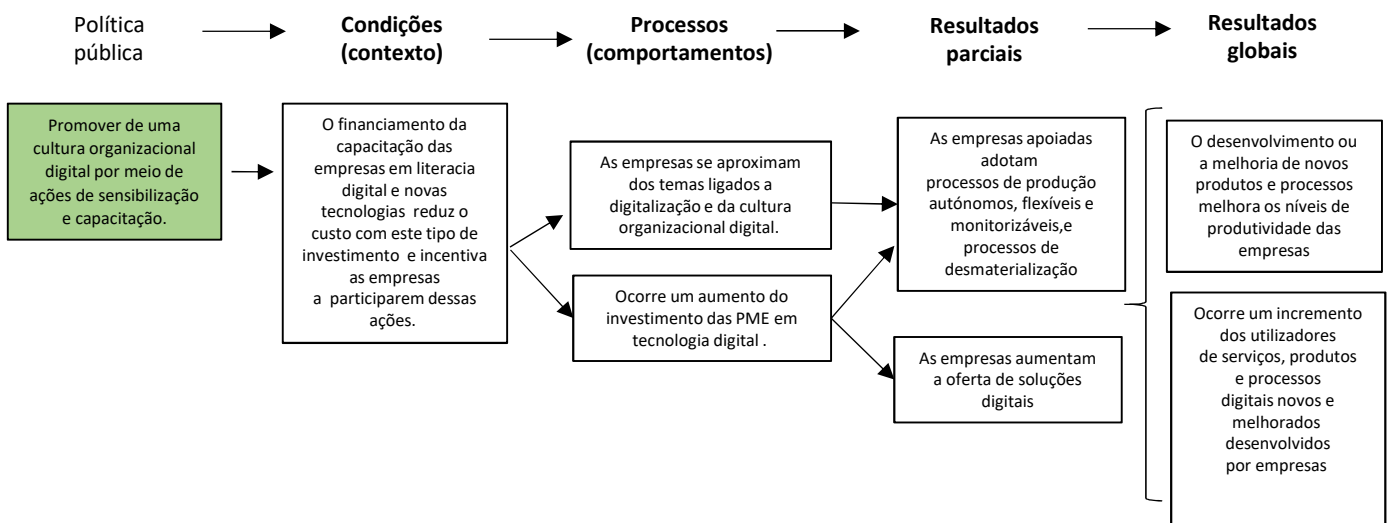 Política
pública
Condições
(contexto)
Processos
(comportamentos)
Resultados
parciais
Resultados
globais
Promover de uma
cultura organizacional
digital por meio de
ações de sensibilização
e capacitação.
O financiamento da
capacitação das
empresas em literacia
digital e novas
tecnologias reduz o
custo com este tipo de
investimento e incentiva
as empresas
a participarem dessas
ações.
As empresas se aproximam
dos temas ligados a
digitalização e da cultura
organizacional digital.
Ocorre um aumento do
investimento das PME em
tecnologia digital .
As empresas apoiadas
adotam
processos de produção
autónomos, flexíveis e
monitorizáveis,e
processos de
desmaterialização
As empresas aumentam
a oferta de soluções
digitais
O desenvolvimento ou
a melhoria de novos
produtos e processos
melhora os níveis de
produtividade das
empresas
Ocorre um incremento
dos utilizadores
de serviços, produtos
e processos
digitais novos e
melhorados
desenvolvidos
por empresas